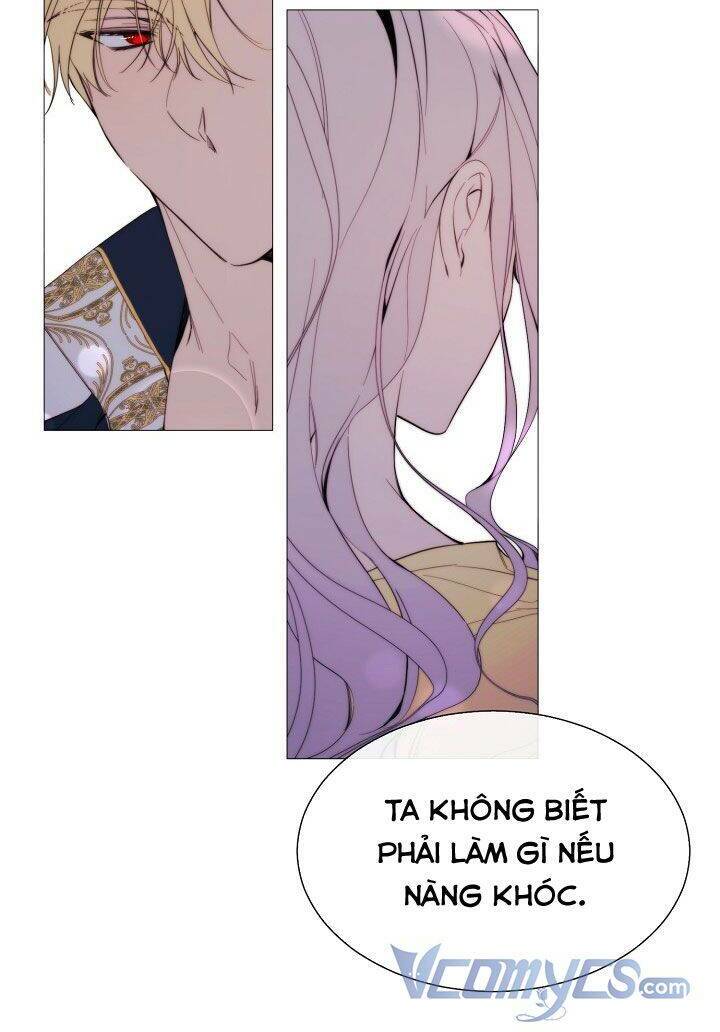 TA KHÔNG BIẾT
PHẢI LÀM GÌ NẾU
NÀNG KHÓC.
VCOMYCS.com